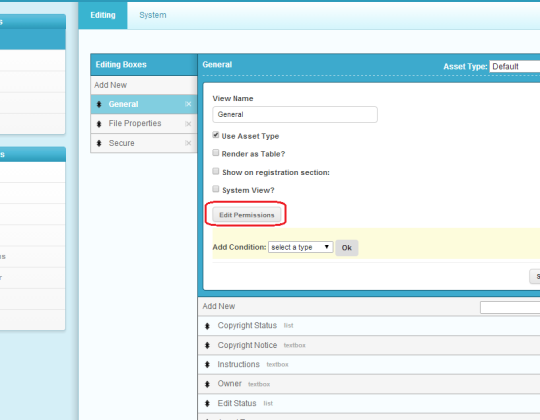 s
Editing
System
s
s
r
Editing Boxes
Add New
General
File Properties
Secure
General
Asset Type: Default
View Name
General
Use Asset Type
Render as Table?
Show on registration section:
System View?
Edit Permissions
Add Condition: select a type Ok
S
Add New
Copyright Status list
Copyright Notice textbox
Instructions textbox
Owner textbox
Edit Status list